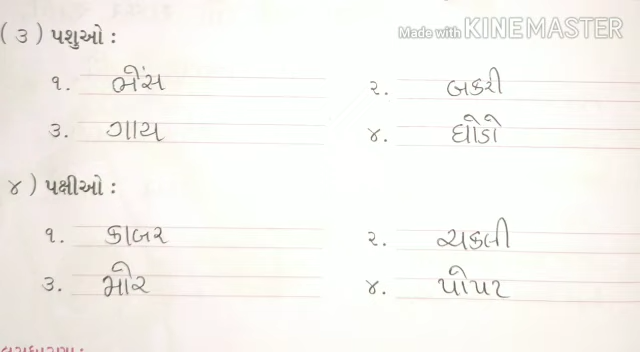 (૩) પશુઓ :
Made with KINEMASTER
૧. ભેંસ ૨. બકરી
૩. ગાય ૪. ઘોડો
૪) પક્ષીઓ :
૧. કાબર ૨. ચકલી
૩. મોર ૪. પોપટ